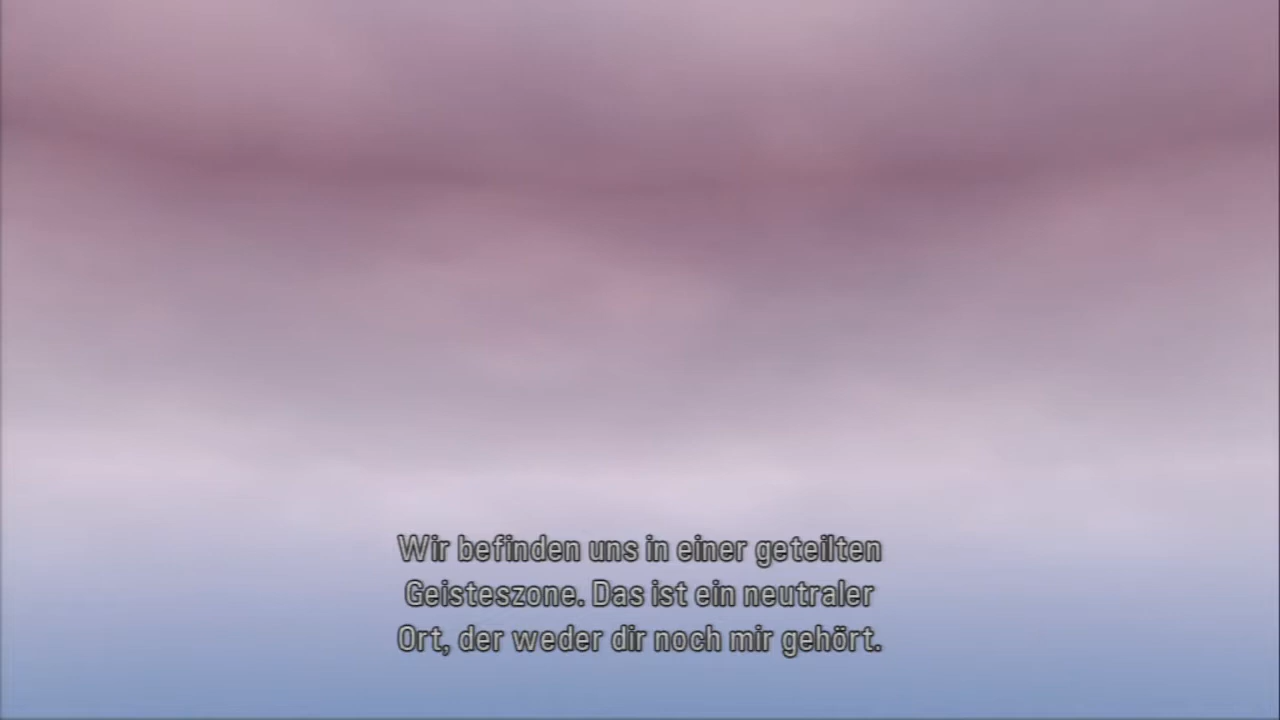 Wir befinden uns in einer geteilten
Geisteszone. Das ist ein neutraler
Ort, der weder dir noch mir gehört.